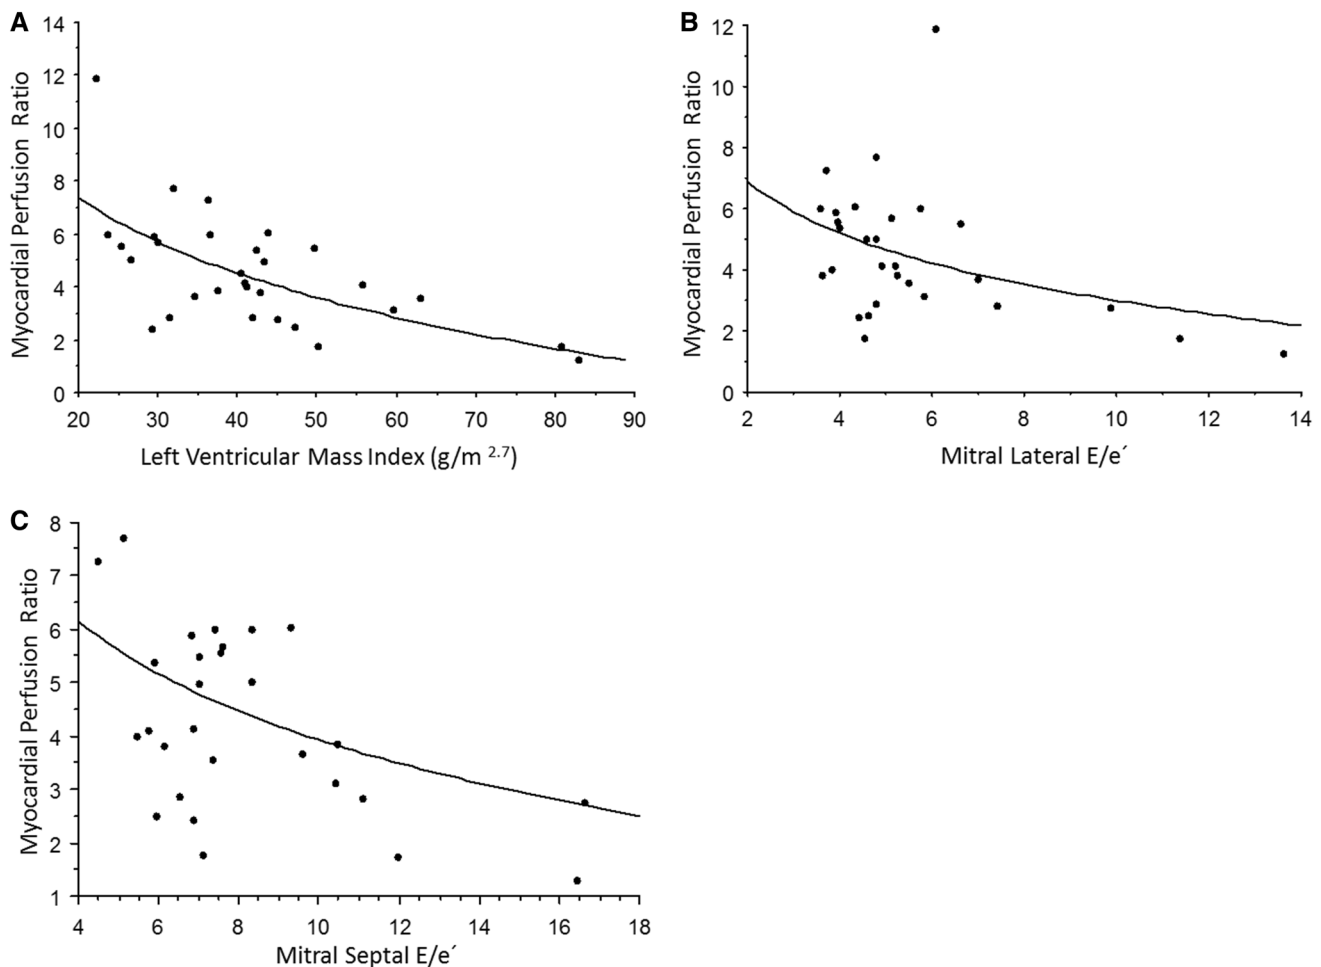 A
Myocardial Perfusion Ratio
14
12
10
8
6
4
2
0
20 30 40 50 60 70 80 90
Left Ventricular Mass Index (g/m 2.7)
B
Myocardial Perfusion Ratio
12
10
8
6
4
2
0
2 4 6 8 10 12 14
Mitral Lateral E/e´
C
Myocardial Perfusion Ratio
8
7
6
5
4
3
2
1
4 6 8 10 12 14 16 18
Mitral Septal E/e´